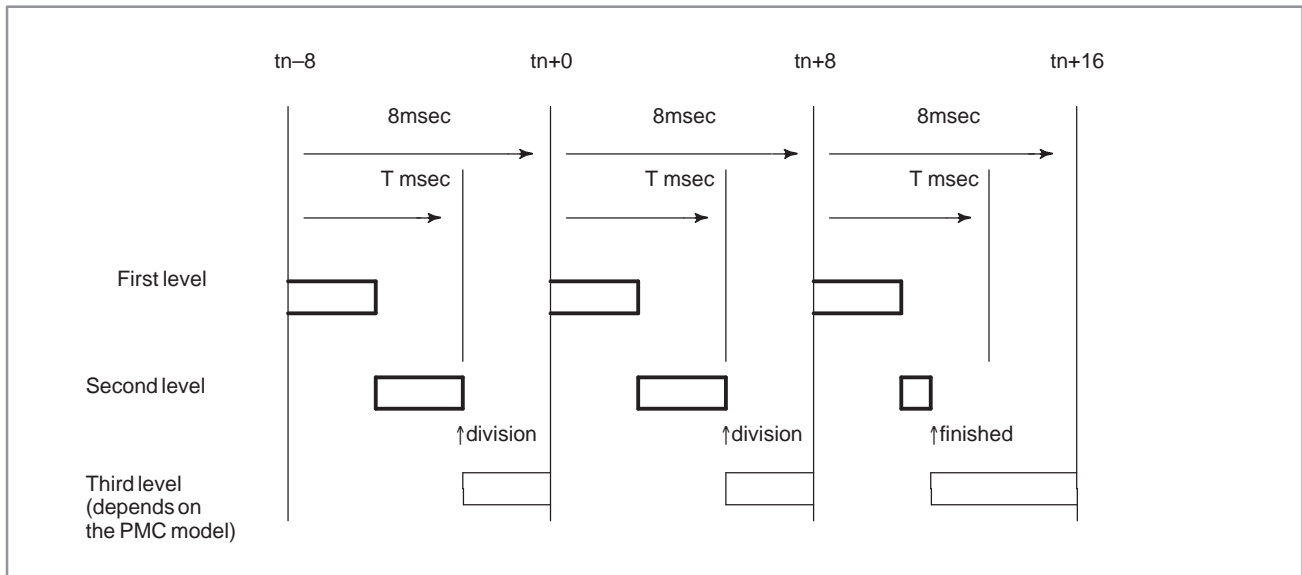 tn–8 tn+0 tn+8 tn+16
8msec 8msec 8msec
T msec T msec T msec
First level
Second level
↑division ↑division ↑finished
Third level
(depends on
the PMC model)